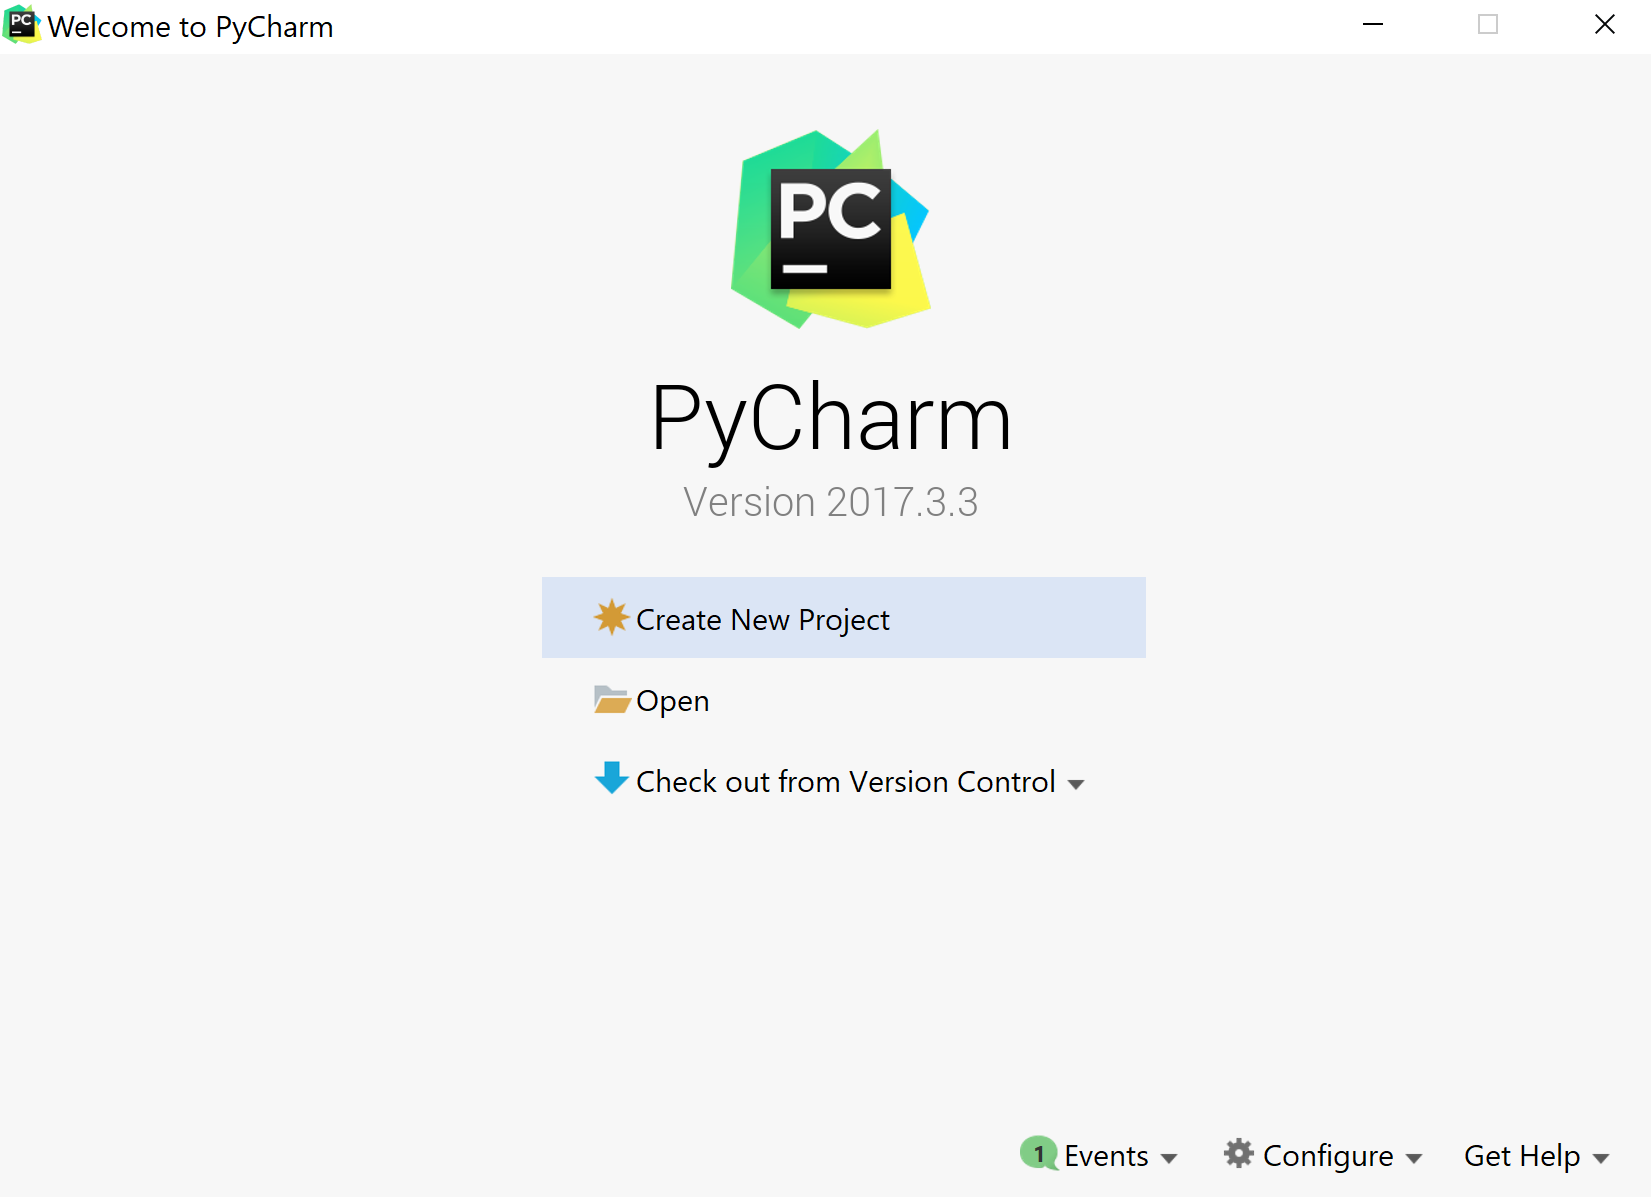 PC Welcome to PyCharm
PC
PyCharm
Version 2017.3.3
Create New Project
Open
Check out from Version Control
1 Events Configure Get Help